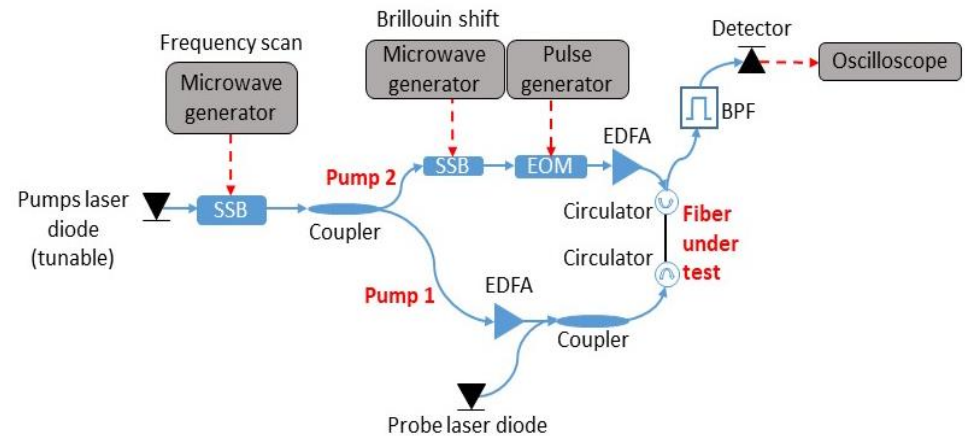 Frequency scan
Microwave
generator
Brillouin shift
Microwave
generator
Pulse
generator
Detector
Oscilloscope
BPF
EDFA
SSB
EOM
Pump 2
Pumps laser
diode
(tunable)
SSB
Coupler
Circulator
Fiber
under
test
Circulator
Pump 1
EDFA
Coupler
Probe laser diode